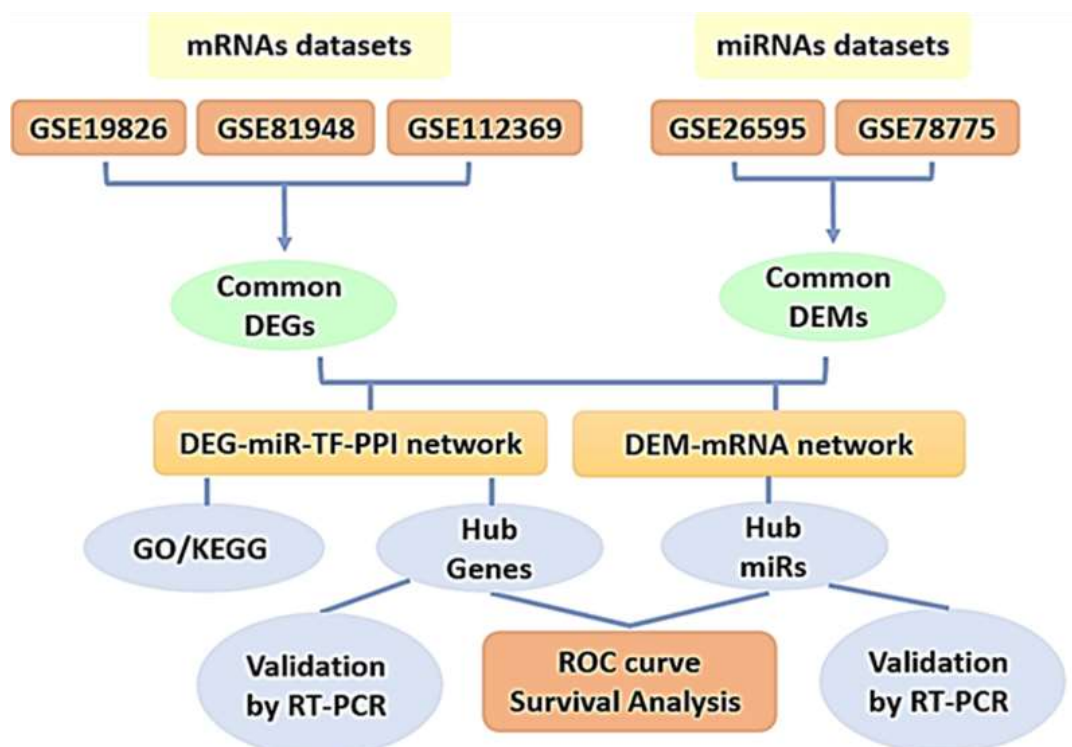 mRNAs datasets
miRNAs datasets
GSE19826
GSE81948
GSE112369
GSE26595
GSE78775
Common
DEGs
Common
DEMs
DEG-miR-TF-PPI network
DEM-mRNA network
GO/KEGG
Hub
Genes
Hub
miRs
Validation
by RT-PCR
ROC curve
Survival Analysis
Validation
by RT-PCR